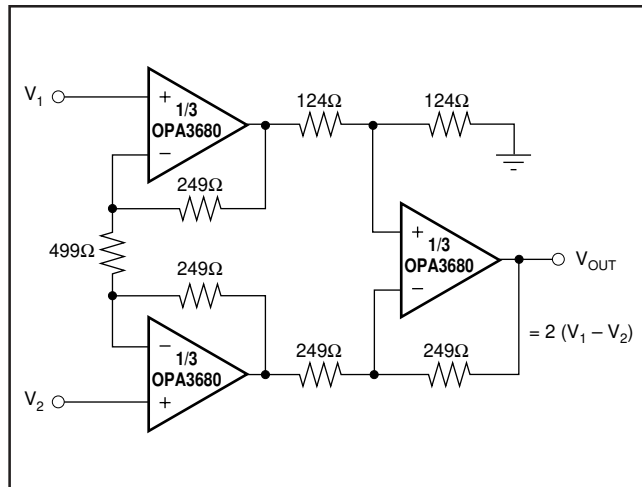 V1
+
1/3
OPA3680
−
124Ω
124Ω
249Ω
499Ω
249Ω
+
1/3
OPA3680
−
VOUT
= 2 (V1 – V2)
−
1/3
OPA3680
+
249Ω
249Ω
V2